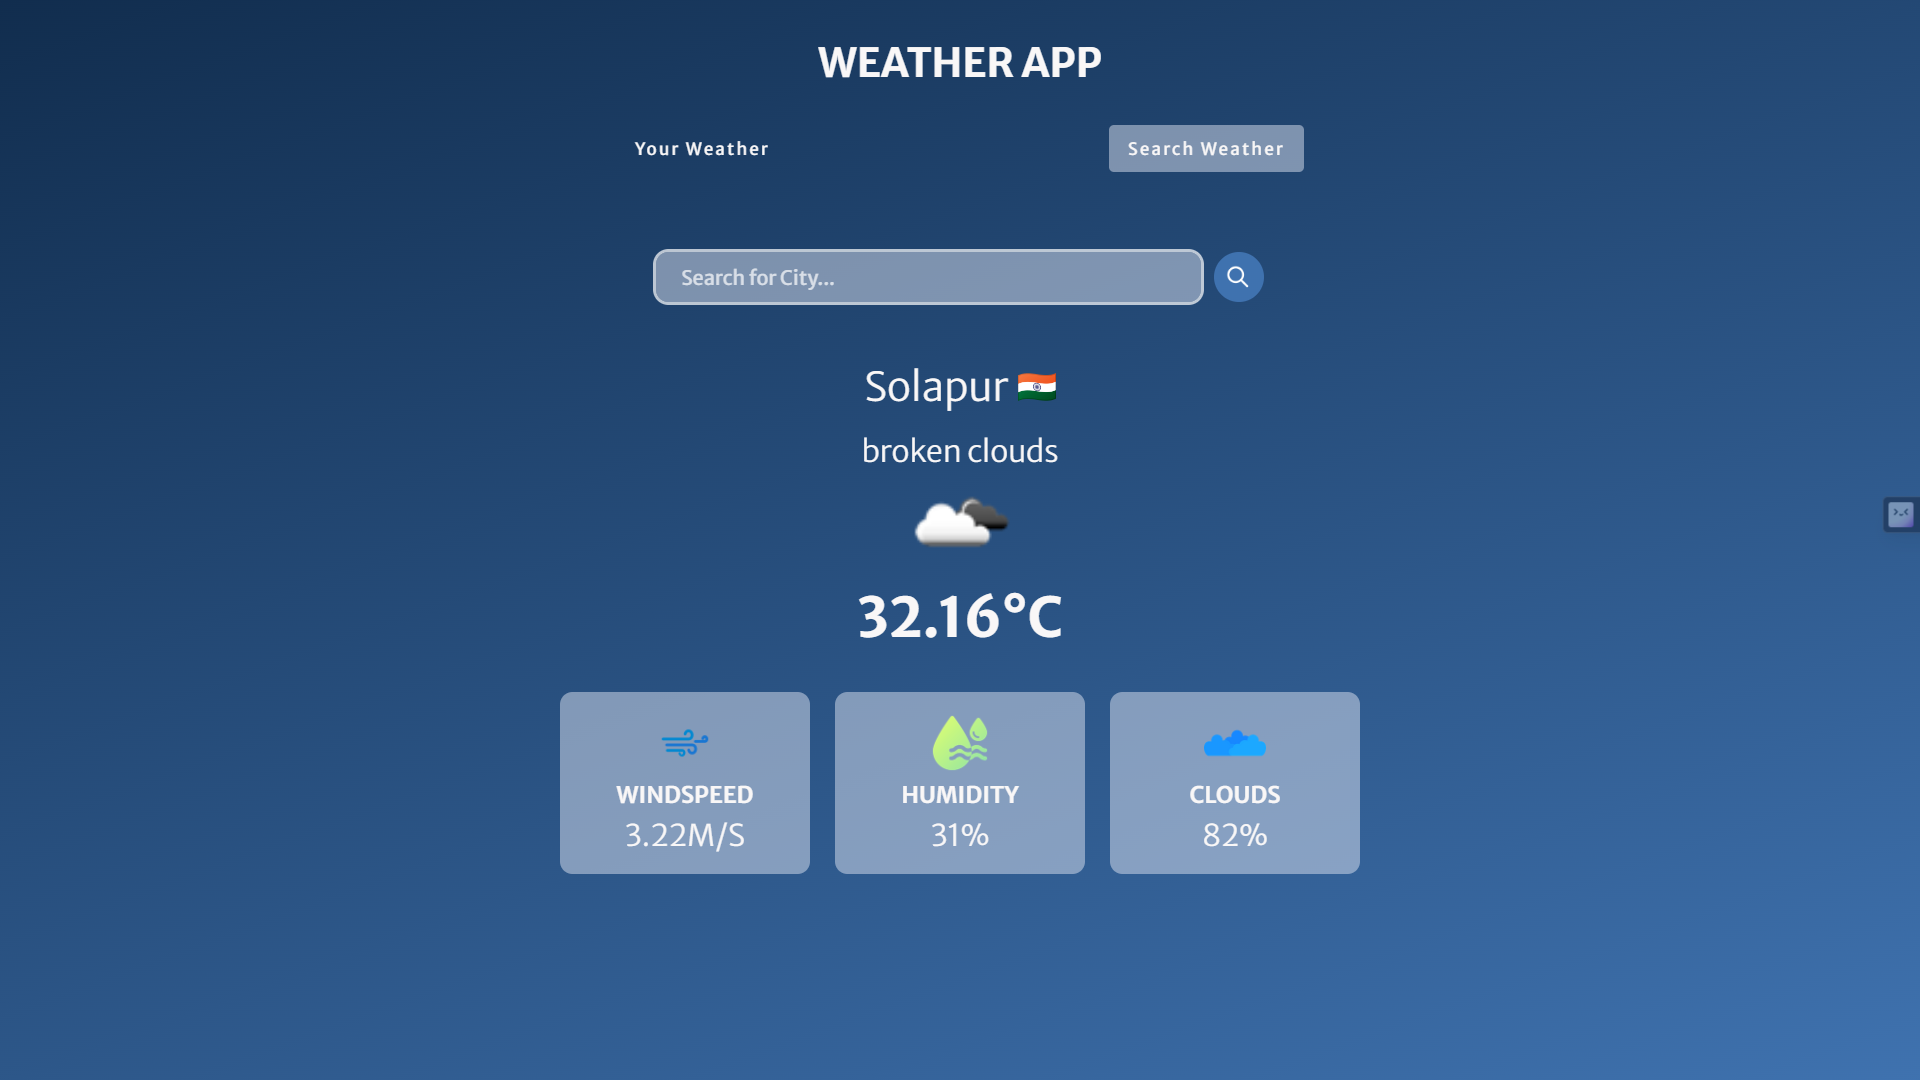 WEATHER APP
Your Weather
Search Weather
Search for City...
Solapur
broken clouds
32.16°C
WINDSPEED
3.22M/S
HUMIDITY
31%
CLOUDS
82%